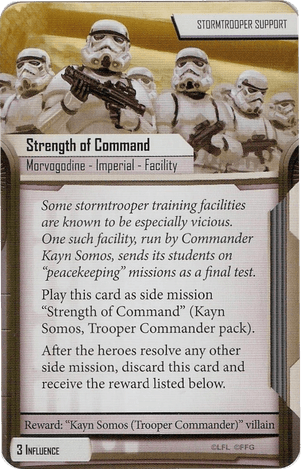 STORMTROOPER SUPPORT
Strength of Command
Morvogodine - Imperial - Facility
Some stormtrooper training facilities
are known to be especially vicious.
One such facility, run by Commander
Kayn Somos, sends its students on
“peacekeeping” missions as a final test.
Play this card as side mission
“Strength of Command” (Kayn
Somos, Trooper Commander pack).
After the heroes resolve any other
side mission, discard this card and
receive the reward listed below.
Reward: “Kayn Somos (Trooper Commander)” villain
3 INFLUENCE
©LFL ©FFG